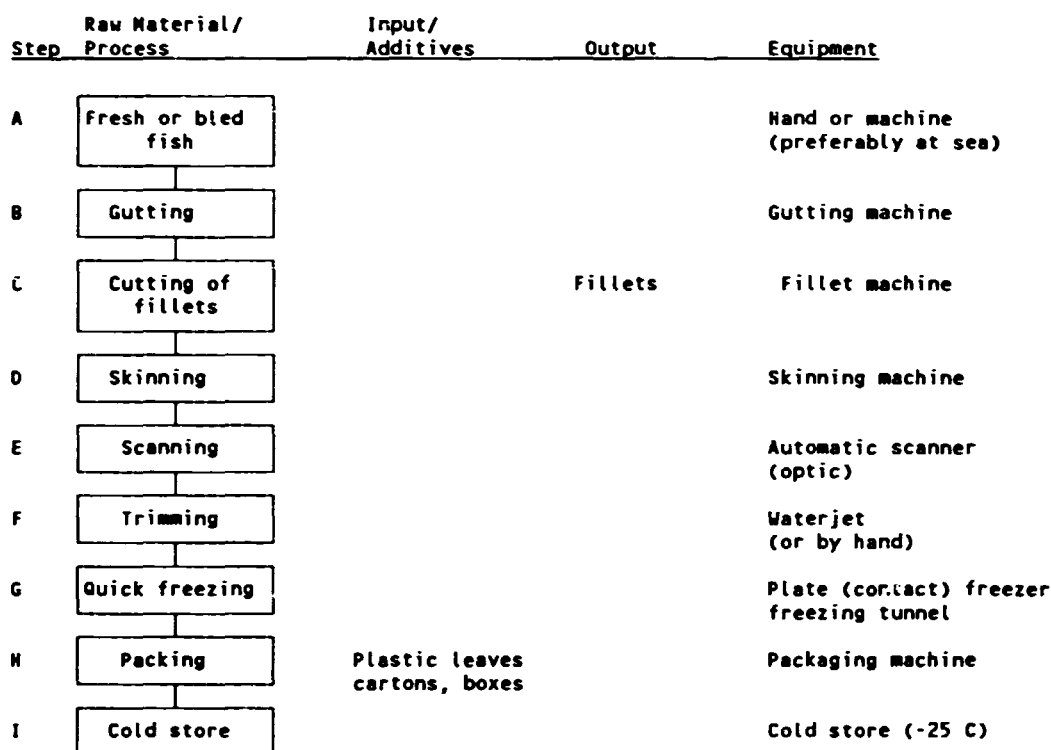 Raw Material/ Input/
Step Process Additives Output Equipment
A Fresh or bled Hand or machine
fish (preferably at sea)
B Gutting Gutting machine
C Cutting of Fillets Fillet machine
fillets
D Skinning Skinning machine
E Scanning Automatic scanner
(optic)
F Trimming Waterjet
(or by hand)
G Quick freezing Plate (contact) freezer
freezing tunnel
H Packing Plastic leaves Packaging machine
cartons, boxes
I Cold store Cold store (-25 C)